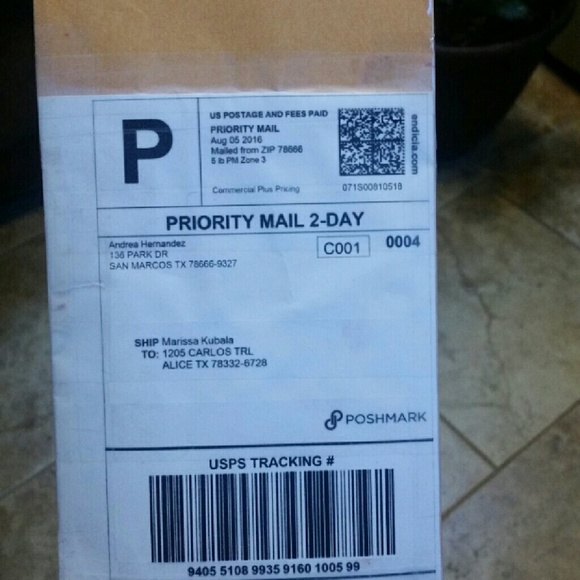 P
US POSTAGE AND FEES PAID
PRIORITY MAIL
Aug 05 2016
Mailed from ZIP 78666
5 lb PM Zone 3
Commercial Plus Pricing
endicia.com
071S00810518
PRIORITY MAIL 2-DAY
Andrea Hernandez
136 PARK DR
SAN MARCOS TX 78666-9327
C001
0004
SHIP Marissa Kubala
TO: 1205 CARLOS TRL
ALICE TX 78332-6728
POSHMARK
USPS TRACKING #
9405 5108 9935 9160 1005 99